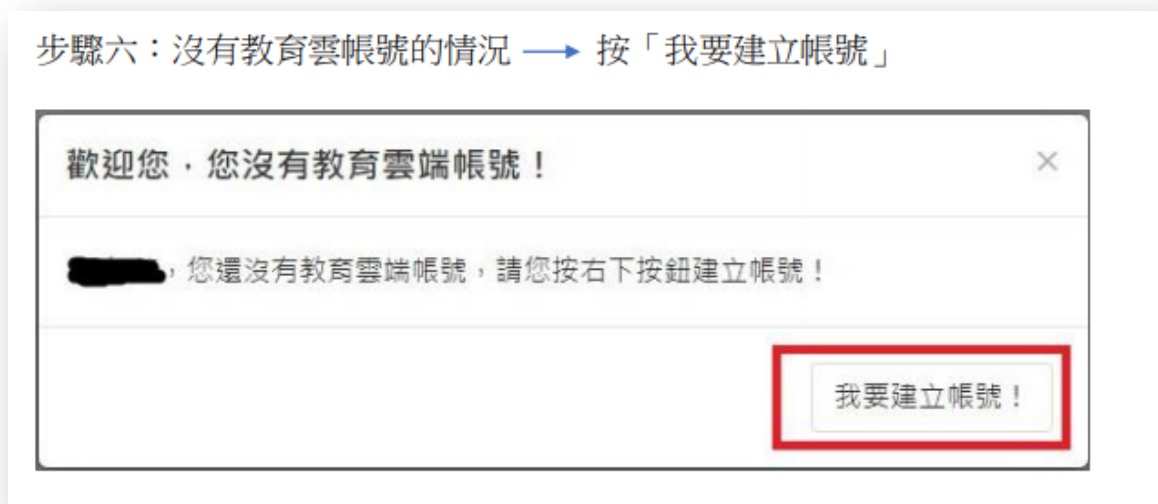 步驟六：沒有教育雲帳號的情況 → 按「我要建立帳號」
歡迎您，您沒有教育雲端帳號！
×
，您還沒有教育雲端帳號，請您按右下按鈕建立帳號！
我要建立帳號！